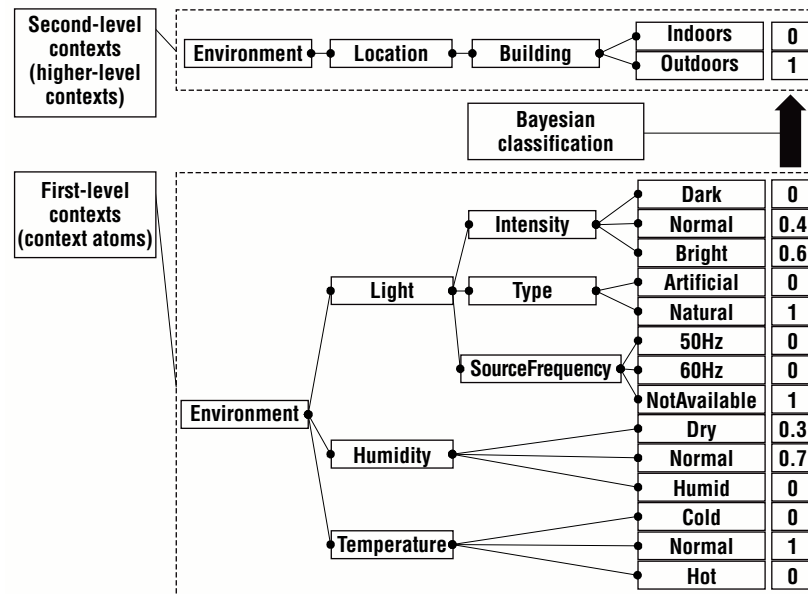 Second-level
contexts
(higher-level
contexts)
Environment
Location
Building
Indoors 0
Outdoors 1
Bayesian
classification
First-level
contexts
(context atoms)
Dark 0
Intensity
Normal 0.4
Bright 0.6
Light
Type
Artificial 0
Natural 1
50Hz 0
SourceFrequency
60Hz 0
NotAvailable 1
Environment
Dry 0.3
Humidity
Normal 0.7
Humid 0
Cold 0
Temperature
Normal 1
Hot 0